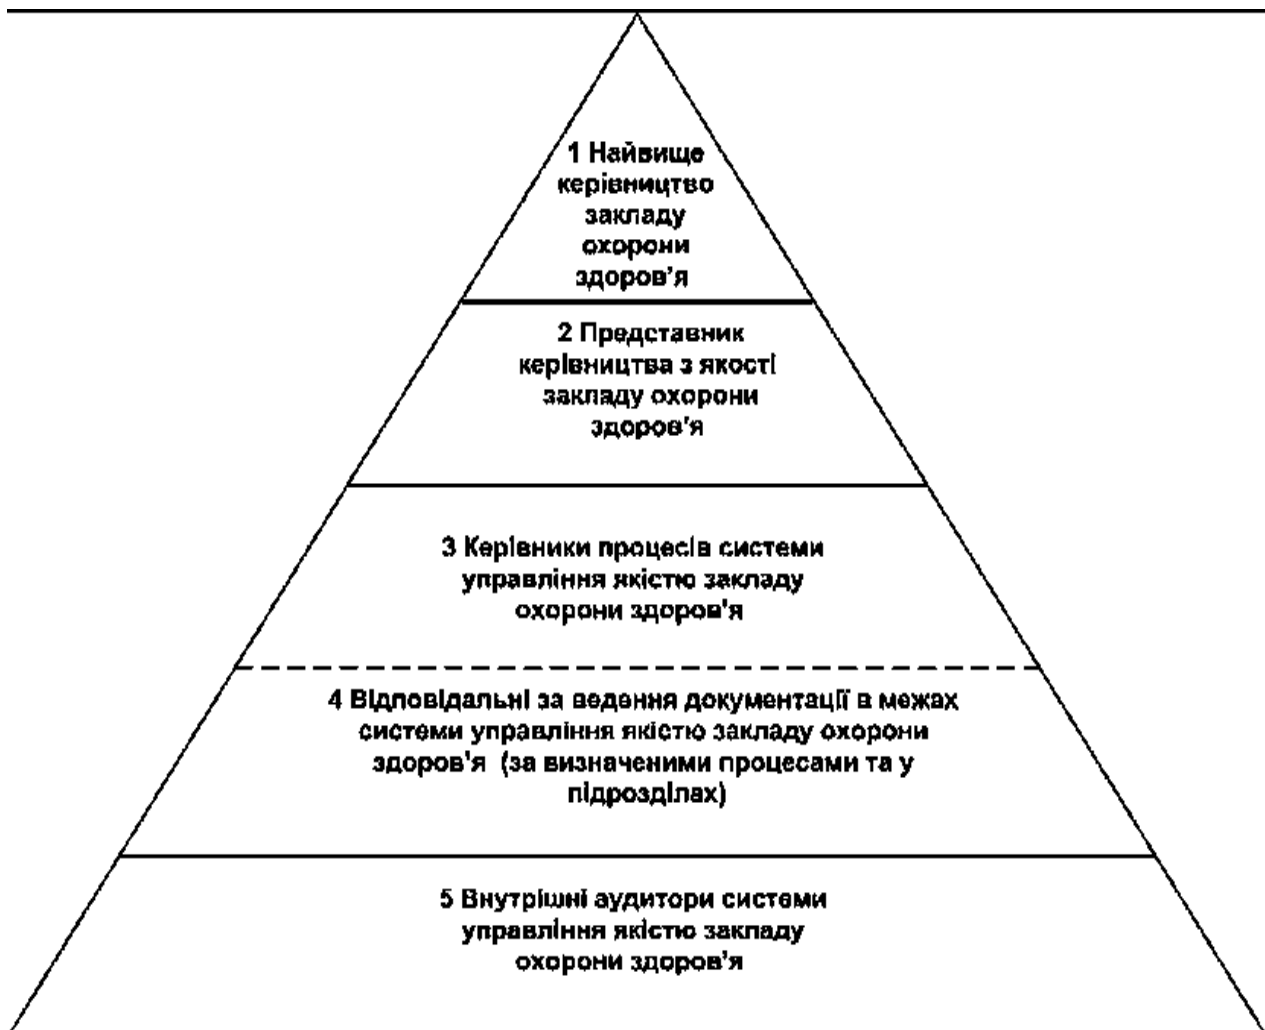 1 Найвище
керівництво
закладу
охорони
здоров'я
2 Представник
керівництва з якості
закладу охорони
здоров'я
3 Керівники процесів системи
управління якістю закладу
охорони здоров'я
4 Відповідальні за ведення документації в межах
системи управління якістю закладу охорони
здоров'я (за визначеними процесами та у
підрозділах)
5 Внутрішні аудитори системи
управління якістю закладу
охорони здоров'я